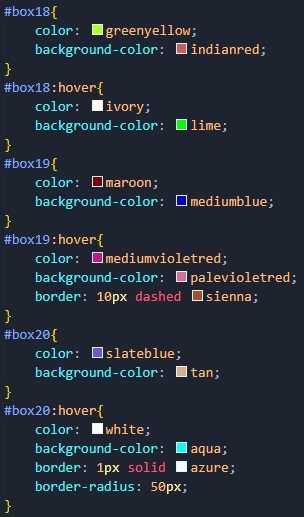 #box18{
    color: greenyellow;
    background-color: indianred;
}
#box18:hover{
    color: ivory;
    background-color: lime;
}
#box19{
    color: maroon;
    background-color: mediumblue;
}
#box19:hover{
    color: mediumvioletred;
    background-color: palevioletred;
    border: 10px dashed sienna;
}
#box20{
    color: slateblue;
    background-color: tan;
}
#box20:hover{
    color: white;
    background-color: aqua;
    border: 1px solid azure;
    border-radius: 50px;
}